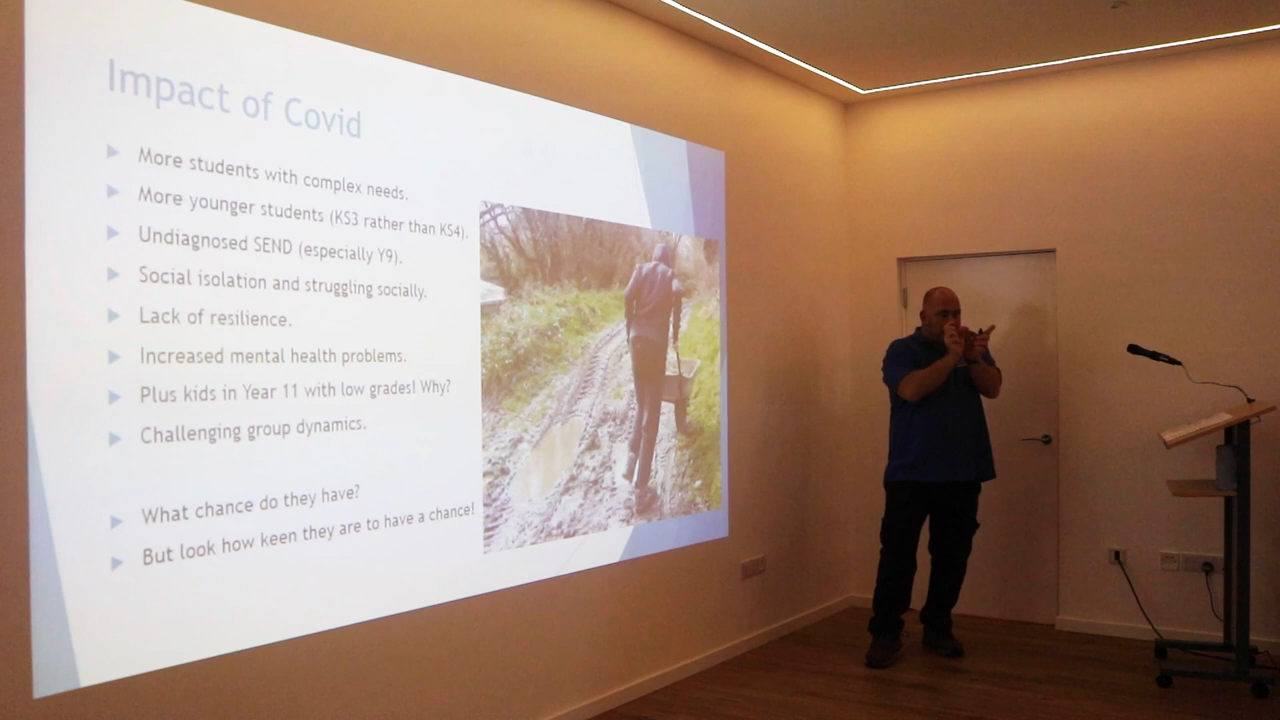 Impact of Covid
More students with complex needs.
More younger students (KS3 rather than KS4).
Undiagnosed SEND (especially Y9).
Social isolation and struggling socially.
Lack of resilience.
Increased mental health problems.
Plus kids in Year 11 with low grades! Why?
Challenging group dynamics.
What chance do they have?
But look how keen they are to have a chance!